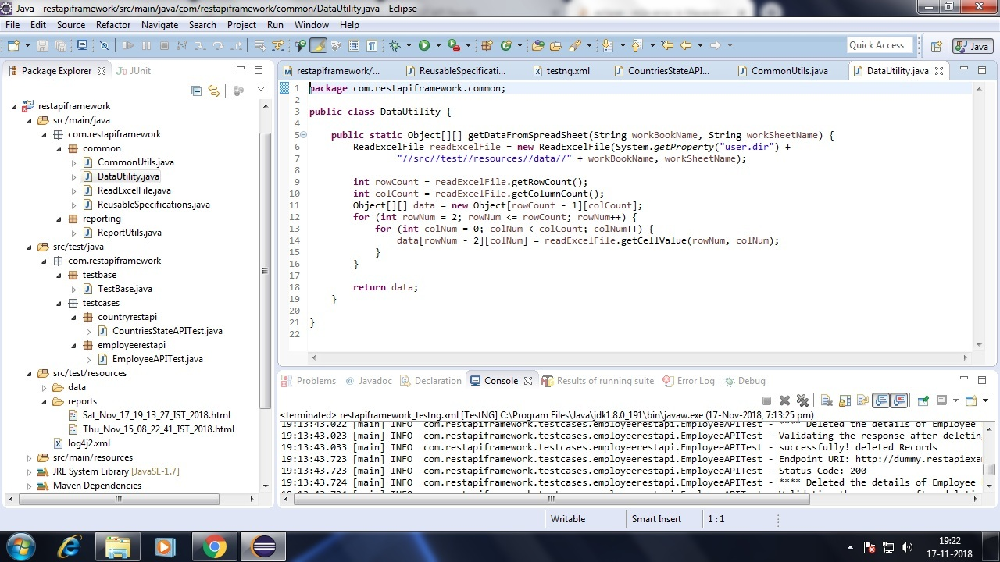 Java - restapiframework/src/main/java/com/restapiframework/common/DataUtility.java - Eclipse
File Edit Source Refactor Navigate Search Project Run Window Help
Quick Access
Java
Package Explorer
JUnit
restapiframework
src/main/java
com.restapiframework
common
CommonUtils.java
DataUtility.java
ReadExcelFile.java
ReusableSpecifications.java
reporting
ReportUtils.java
src/test/java
com.restapiframework
testbase
TestBase.java
testcases
countryrestapi
CountriesStateAPITest.java
employeerestapi
EmployeeAPITest.java
src/test/resources
data
reports
Sat_Nov_17_19_13_27_IST_2018.html
Thu_Nov_15_08_22_41_IST_2018.html
log4j2.xml
src/main/resources
JRE System Library [JavaSE-1.7]
Maven Dependencies
restapiframework/... ReusableSpecificati... testng.xml CountriesStateAPI... CommonUtils.java DataUtility.java
1 package com.restapiframework.common;
2
3 public class DataUtility {
4
5 public static Object[][] getDataFromSpreadSheet(String workBookName, String workSheetName) {
6 ReadExcelFile readExcelFile = new ReadExcelFile(System.getProperty("user.dir") +
7 "//src//test//resources//data//" + workBookName, workSheetName);
8
9 int rowCount = readExcelFile.getRowCount();
10 int colCount = readExcelFile.getColumnCount();
11 Object[][] data = new Object[rowCount - 1][colCount];
12 for (int rowNum = 2; rowNum <= rowCount; rowNum++) {
13 for (int colNum = 0; colNum < colCount; colNum++) {
14 data[rowNum - 2][colNum] = readExcelFile.getCellValue(rowNum, colNum);
15 }
16 }
17
18 return data;
19 }
20
21 }
22
Problems @ Javadoc Declaration Console Results of running suite Error Log Debug
<terminated> restapiframework_testng.xml [TestNG] C:\Program Files\Java\jdk1.8.0_191\bin\javaw.exe (17-Nov-2018, 7:13:25 pm)
19:13:43.022 [main] INFO com.restapiframework.testcases.employeerestapi.EmployeeAPITest - **** Deleted the details of Employee
19:13:43.023 [main] INFO com.restapiframework.testcases.employeerestapi.EmployeeAPITest - Validating the response after deletin
19:13:43.033 [main] INFO com.restapiframework.testcases.employeerestapi.EmployeeAPITest - successfully! deleted Records
19:13:43.723 [main] INFO com.restapiframework.testcases.employeerestapi.EmployeeAPITest - Endpoint URI: http://dummy.restapiexa
19:13:43.723 [main] INFO com.restapiframework.testcases.employeerestapi.EmployeeAPITest - Status Code: 200
19:13:43.724 [main] INFO com.restapiframework.testcases.employeerestapi.EmployeeAPITest - **** Deleted the details of Employee
Writable Smart Insert 1 : 1
19:22
17-11-2018